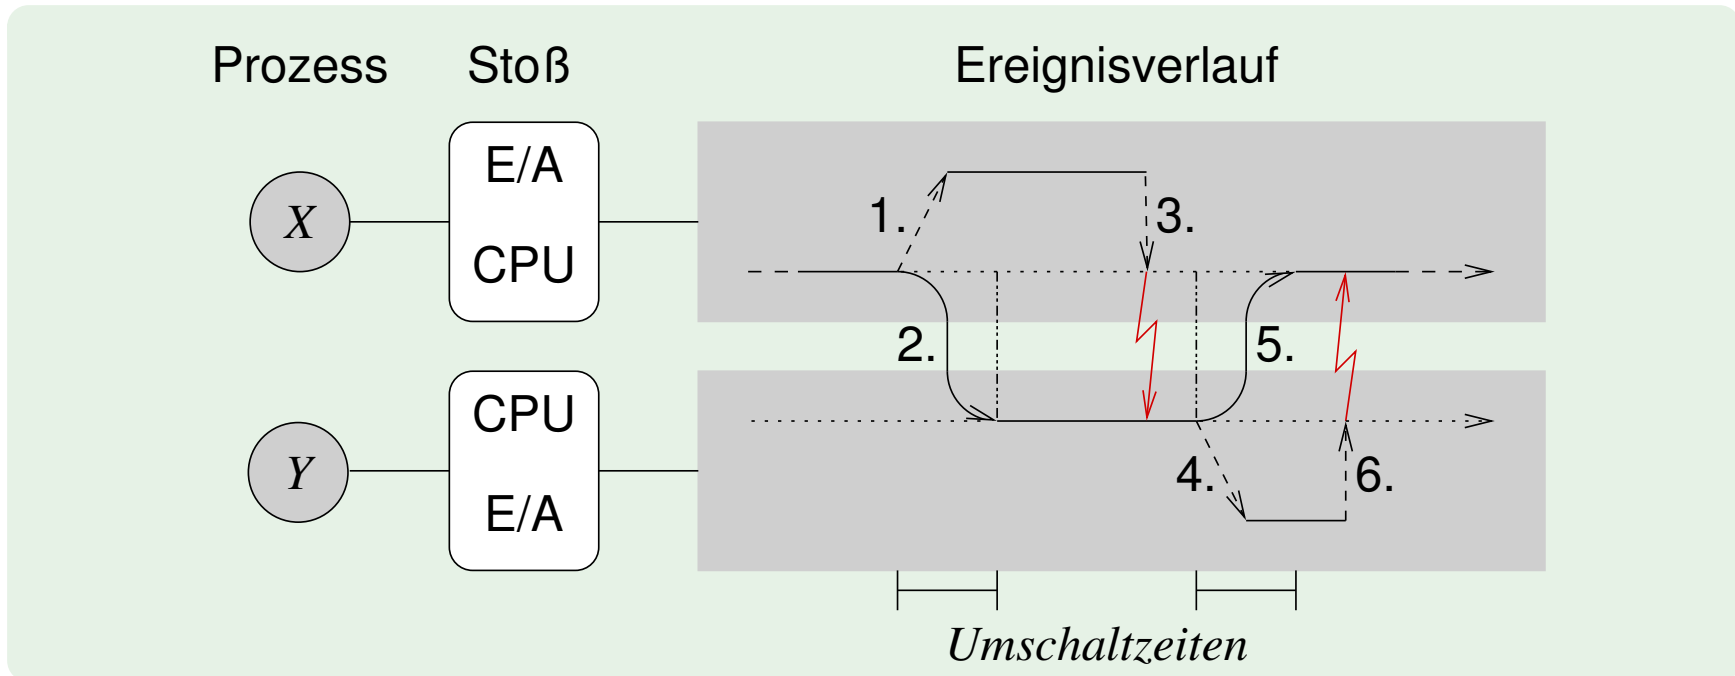 Prozess Stoß Ereignisverlauf
E/A
1. 3.
X
CPU
2. 5.
CPU
Y
4. 6.
E/A
Umschaltzeiten